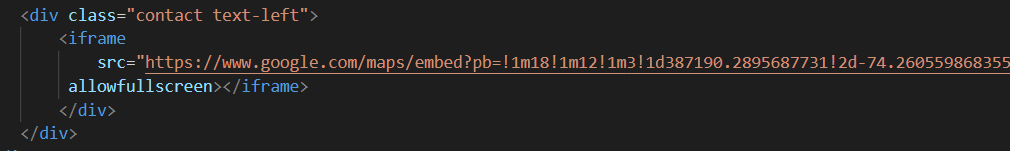 <div class="contact text-left">
<iframe
src="https://www.google.com/maps/embed?pb=!1m18!1m12!1m3!1d387190.2895687731!2d-74.260559868355
allowfullscreen></iframe>
</div>
</div>